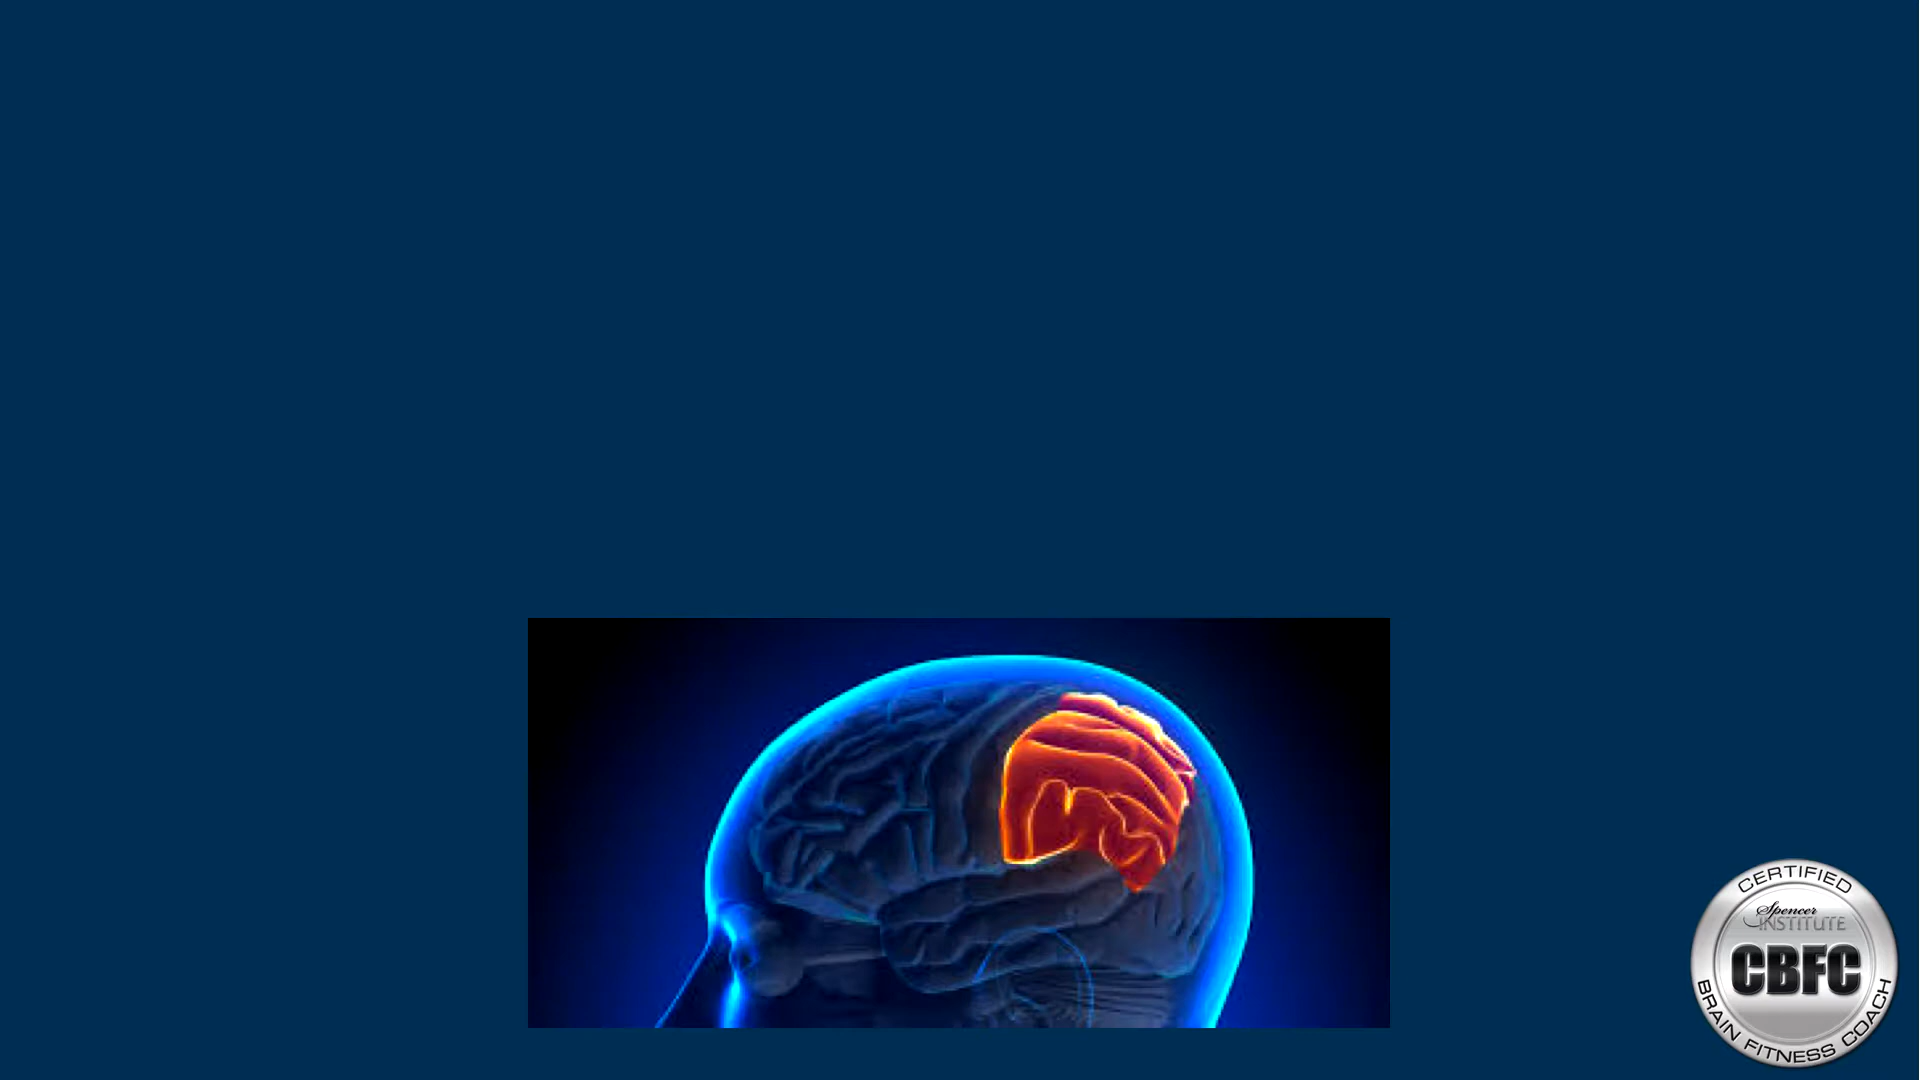 CERTIFIED
Spencer
INSTITUTE
CBFC
BRAIN FITNESS COACH